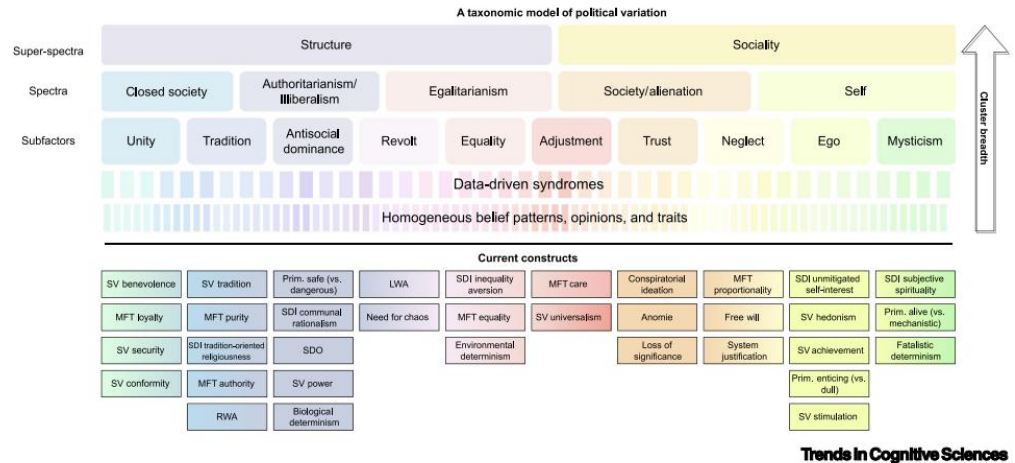 A taxonomic model of political variation
Super-spectra
Structure
Sociality
Spectra
Closed society
Authoritarianism/
Illiberalism
Egalitarianism
Society/alienation
Self
Subfactors
Unity
Tradition
Antisocial
dominance
Revolt
Equality
Adjustment
Trust
Neglect
Ego
Mysticism
Data-driven syndromes
Homogeneous belief patterns, opinions, and traits
Cluster breadth
Current constructs
SV benevolence
SV tradition
Prim. safe (vs.
dangerous)
LWA
SDI inequality
aversion
MFT care
Conspiratorial
ideation
MFT
proportionality
SDI unmitigated
self-interest
SDI subjective
spirituality
MFT loyalty
MFT purity
SDI communal
rationalism
Need for chaos
MFT equality
SV universalism
Anomie
Free will
SV hedonism
Prim. alive (vs.
mechanistic)
SV security
SDI tradition-oriented
religiousness
SDO
Environmental
determinism
Loss of
significance
System
justification
SV achievement
Fatalistic
determinism
SV conformity
MFT authority
SV power
Prim. enticing (vs.
dull)
RWA
Biological
determinism
SV stimulation
Trends in Cognitive Sciences